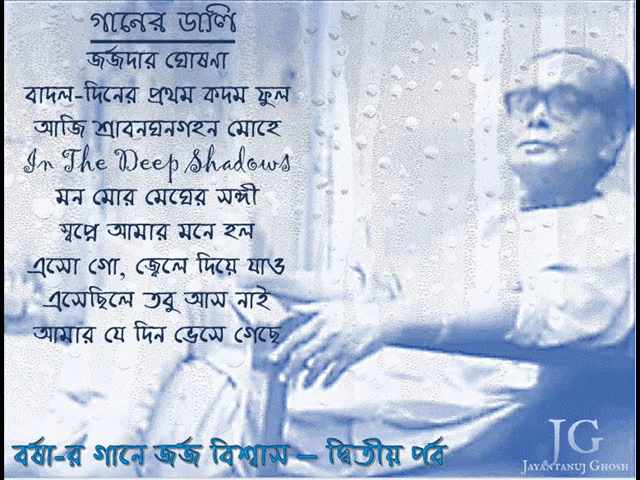 গানের ডালি
জর্জদার ঘোষনা
বাদল-দিনের প্রথম কদম ফুল
আজি শ্রাবনঘনগহন মোহে
In The Deep Shadows
মন মোর মেঘের সঙ্গী
স্বপ্নে আমার মনে হল
এসো গো, জ্বেলে দিয়ে যাও
এসেছিলে তবু আস নাই
আমার যে দিন ভেসে গেছে
বর্ষা-র গানে জর্জ বিশ্বাস – দ্বিতীয় পর্ব
JG
JAYANTANUJ GHOSH